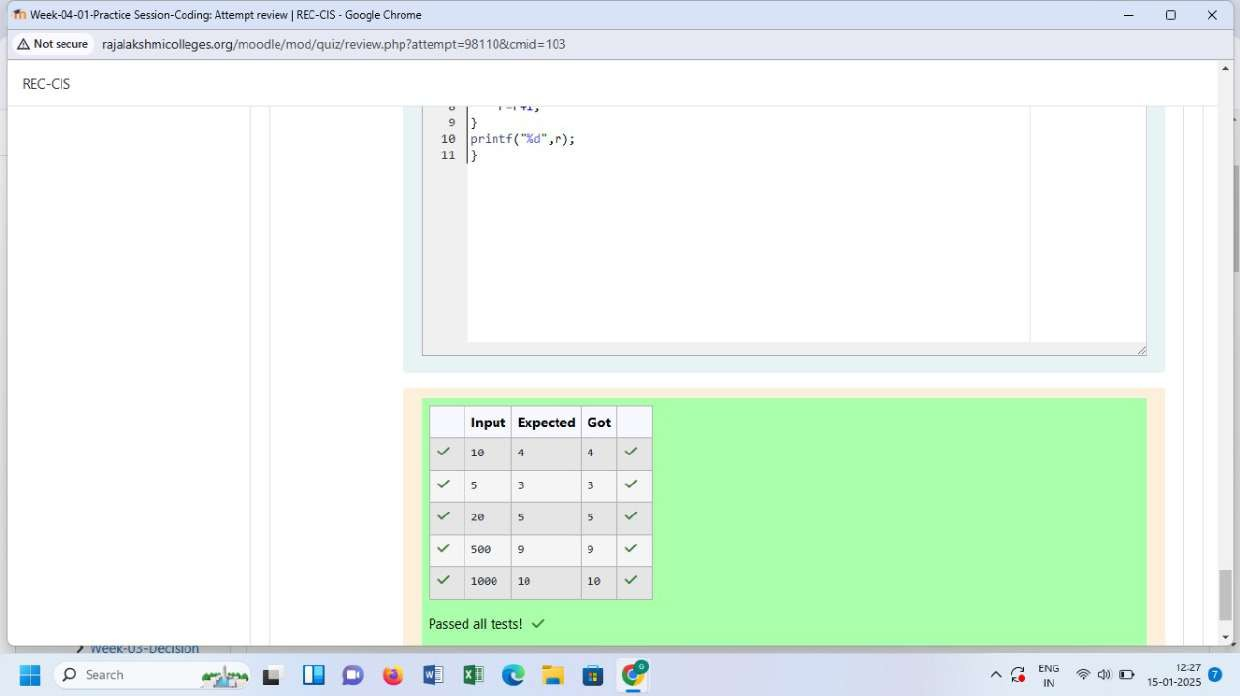 Week-04-01-Practice Session-Coding: Attempt review | REC-CIS - Google Chrome
Not secure rajalakshmicolleges.org/moodle/mod/quiz/review.php?attempt=98110&cmid=103
REC-CIS
9 }
10 printf("%d",r);
11 }
Input Expected Got
10 4 4
5 3 3
20 5 5
500 9 9
1000 10 10
Passed all tests!
Week-03-Decision
Search
ENG
IN
12:27
15-01-2025
7